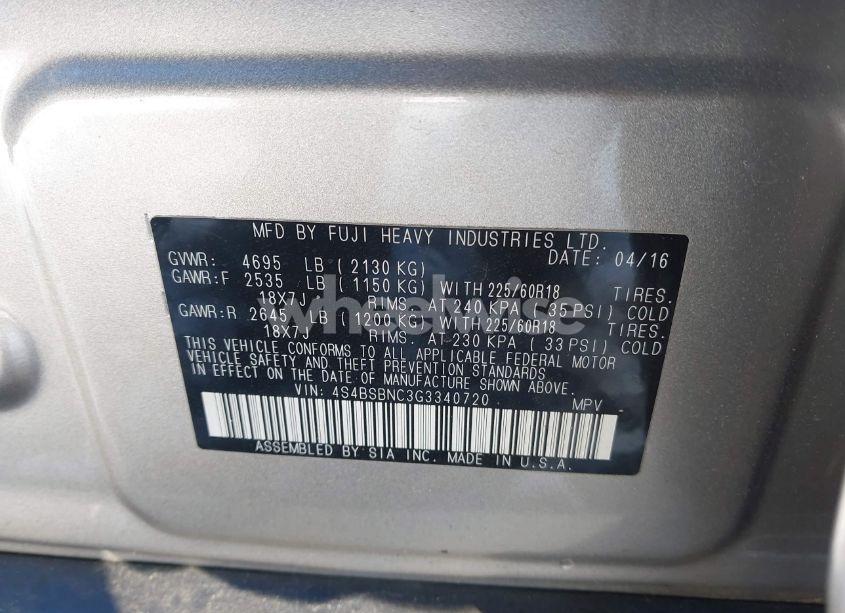 MFD BY FUJI HEAVY INDUSTRIES LTD.
GVWR: 4695 LB (2130 KG) DATE: 04/16
GAWR:F 2535 LB (1150 KG) WITH 225/60R18 TIRES.
18X7J RIMS. AT 240 KPA (35 PSI) COLD
GAWR:R 2645 LB (1200 KG) WITH 225/60R18 TIRES.
18X7J RIMS. AT 230 KPA (33 PSI) COLD
THIS VEHICLE CONFORMS TO ALL APPLICABLE FEDERAL MOTOR
VEHICLE SAFETY AND THEFT PREVENTION STANDARDS
IN EFFECT ON THE DATE OF MANUFACTURE SHOWN ABOVE.
VIN: 4S4BSBNC3G3340720 MPV
ASSEMBLED BY SIA INC. MADE IN U.S.A.
wheelwise